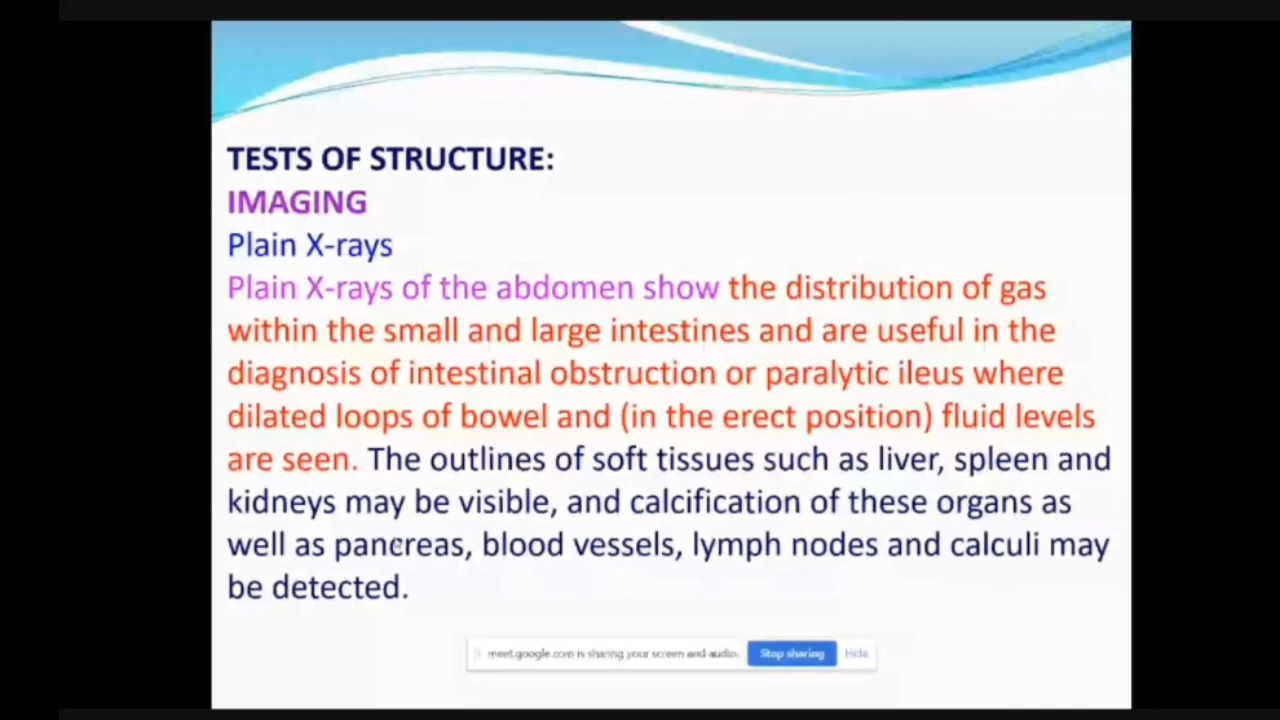 TESTS OF STRUCTURE:
IMAGING
Plain X-rays
Plain X-rays of the abdomen show the distribution of gas
within the small and large intestines and are useful in the
diagnosis of intestinal obstruction or paralytic ileus where
dilated loops of bowel and (in the erect position) fluid levels
are seen. The outlines of soft tissues such as liver, spleen and
kidneys may be visible, and calcification of these organs as
well as pancreas, blood vessels, lymph nodes and calculi may
be detected.
meet.google.com is sharing your screen and audio. Stop sharing Hide